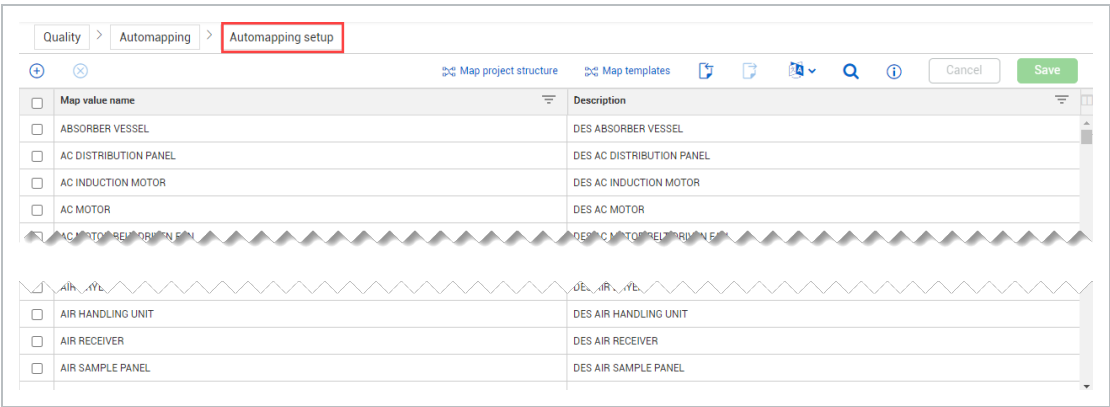 Quality > Automapping > Automapping setup
Map project structure Map templates Cancel Save
Map value name Description
ABSORBER VESSEL DES ABSORBER VESSEL
AC DISTRIBUTION PANEL DES AC DISTRIBUTION PANEL
AC INDUCTION MOTOR DES AC INDUCTION MOTOR
AC MOTOR DES AC MOTOR
AIR HANDLING UNIT DES AIR HANDLING UNIT
AIR RECEIVER DES AIR RECEIVER
AIR SAMPLE PANEL DES AIR SAMPLE PANEL